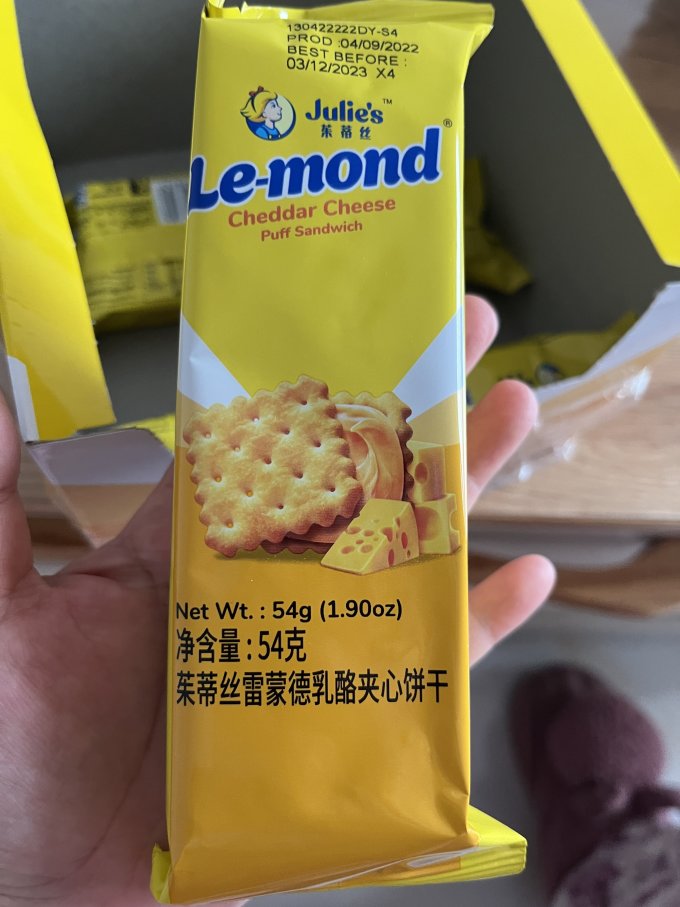 130422222DY-S4
PROD :04/09/2022
BEST BEFORE :
03/12/2023 X4
Julie's™
茱蒂丝
Le-mond®
Cheddar Cheese
Puff Sandwich
Net Wt. : 54g (1.90oz)
净含量:54克
茱蒂丝雷蒙德乳酪夹心饼干